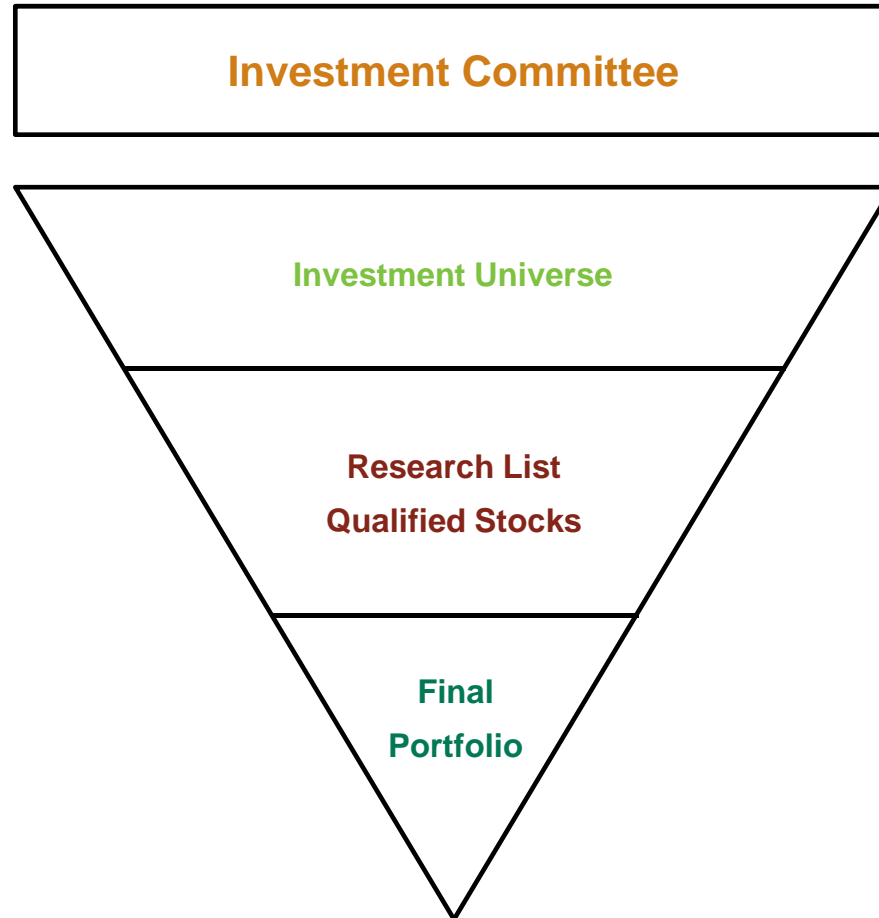 Investment Committee
Investment Universe
Research List
Qualified Stocks
Final
Portfolio